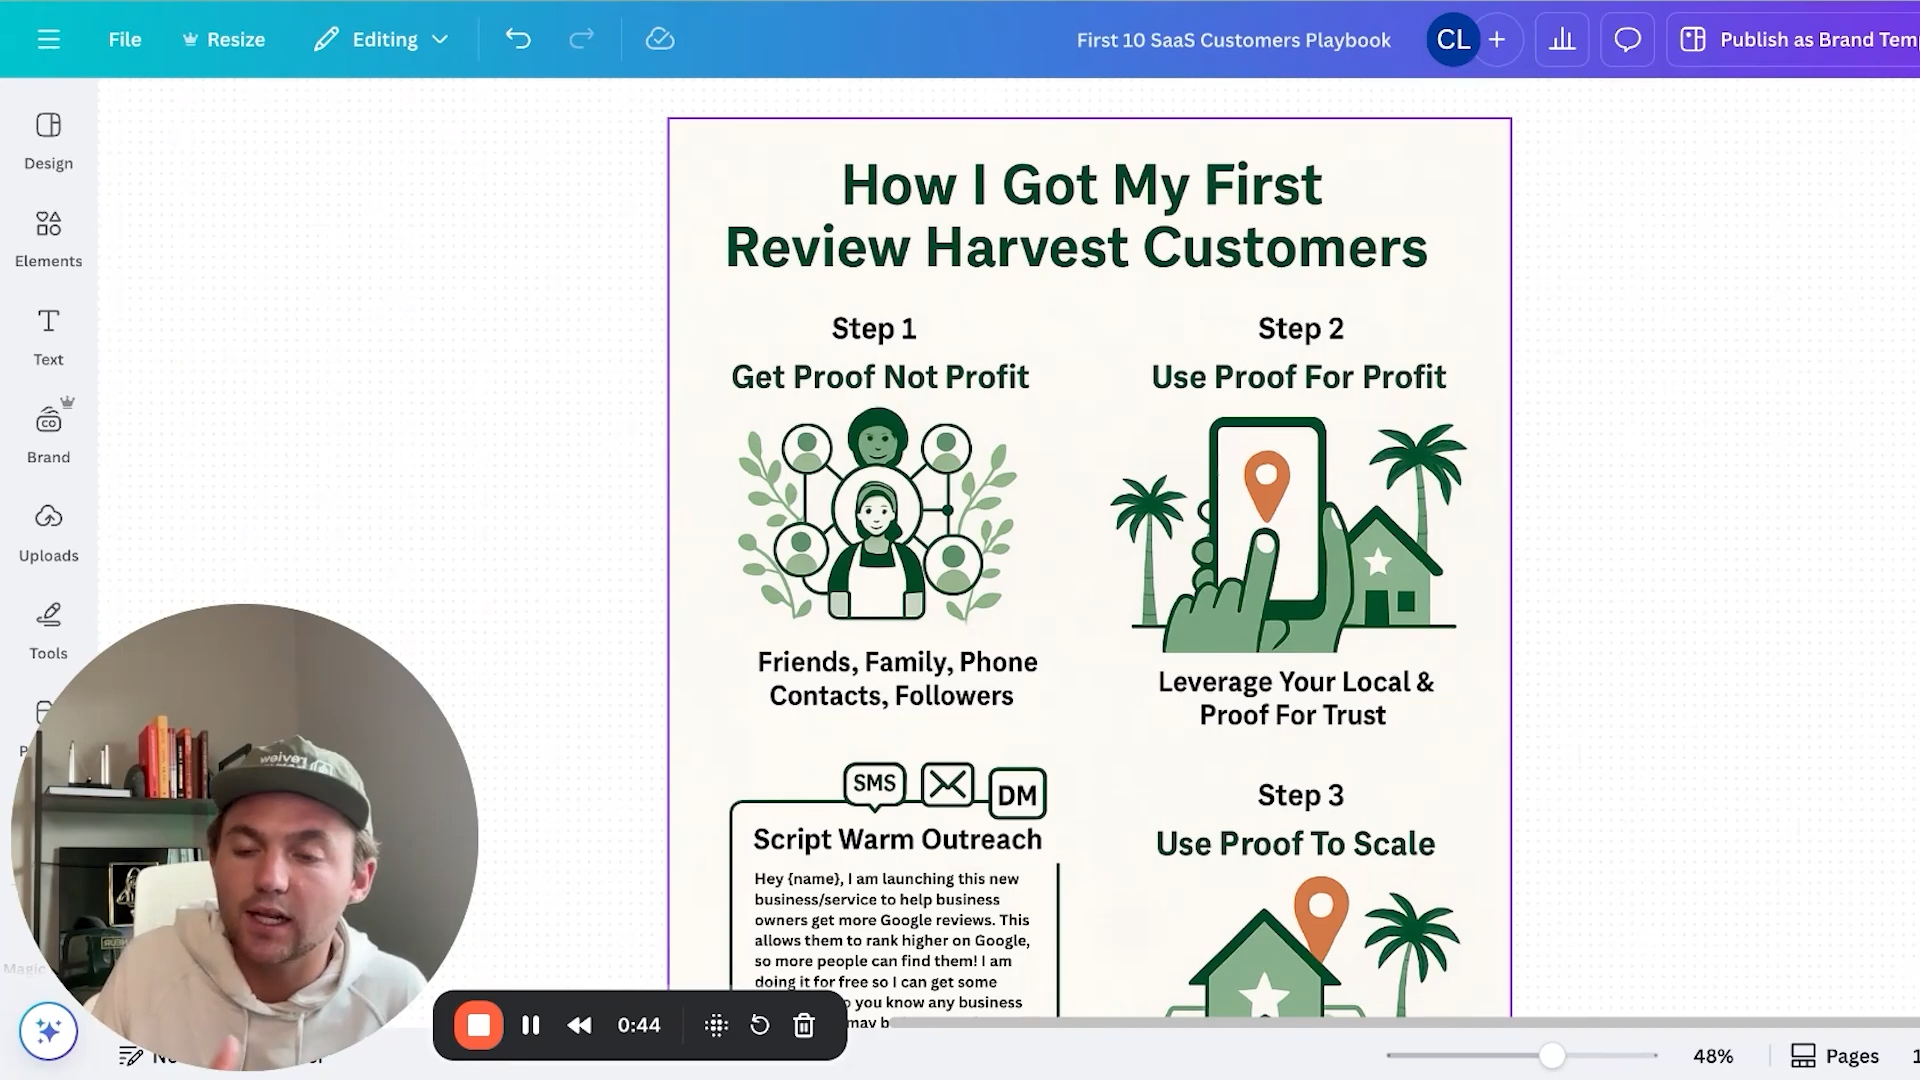 File
Resize
Editing
First 10 SaaS Customers Playbook
CL
Publish as Brand Tem
Design
Elements
Text
Brand
Uploads
Tools
How I Got My First
Review Harvest Customers
Step 1
Get Proof Not Profit
Friends, Family, Phone
Contacts, Followers
SMS
DM
Script Warm Outreach
Hey {name}, I am launching this new
business/service to help business
owners get more Google reviews. This
allows them to rank higher on Google,
so more people can find them! I am
doing it for free so I can get some
you know any business
Step 2
Use Proof For Profit
Leverage Your Local &
Proof For Trust
Step 3
Use Proof To Scale
review
Magic
0:44
48%
Pages